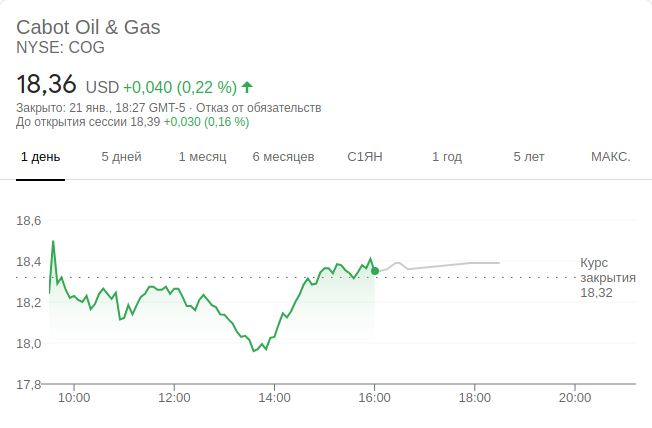 Cabot Oil & Gas
NYSE: COG
18,36 USD +0,040 (0,22 %)
Закрыто: 21 янв., 18:27 GMT-5 · Отказ от обязательств
До открытия сессии 18,39 +0,030 (0,16 %)
1 день 5 дней 1 месяц 6 месяцев С1ЯН 1 год 5 лет МАКС.
18,6
18,4
18,2
18,0
17,8
Курс
закрытия
18,32
10:00 12:00 14:00 16:00 18:00 20:00